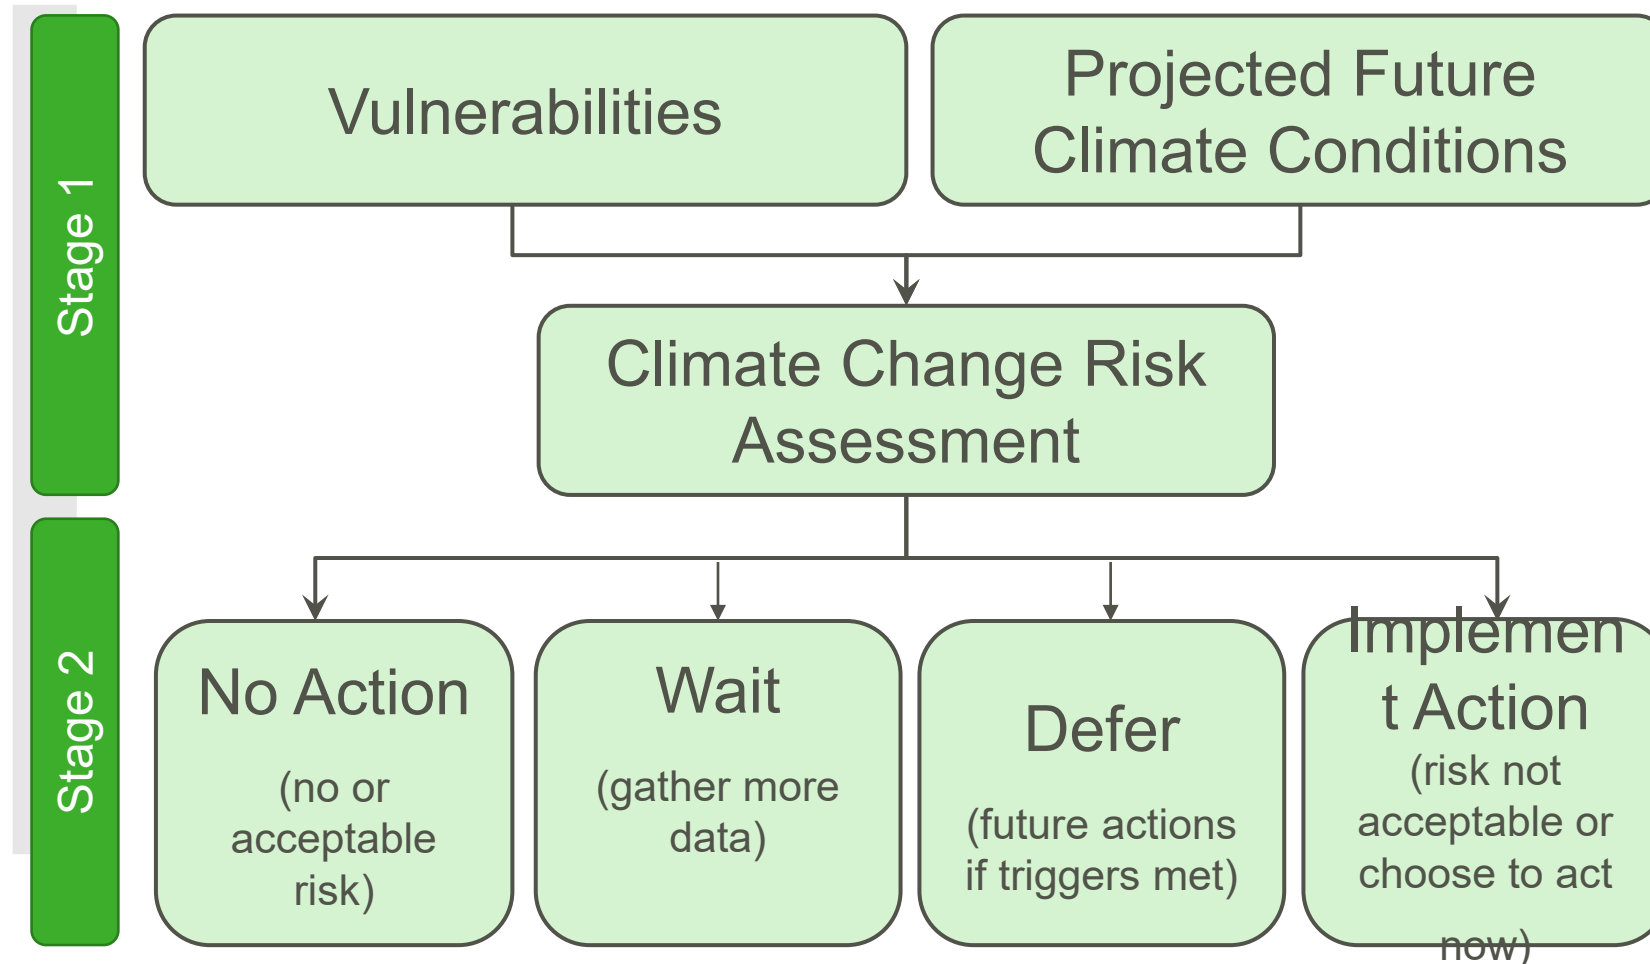 Stage 1
Vulnerabilities
Projected Future
Climate Conditions
Climate Change Risk
Assessment
Stage 2
No Action
(no or
acceptable
risk)
Wait
(gather more
data)
Defer
(future actions
if triggers met)
Implemen
t Action
(risk not
acceptable or
choose to act
now)